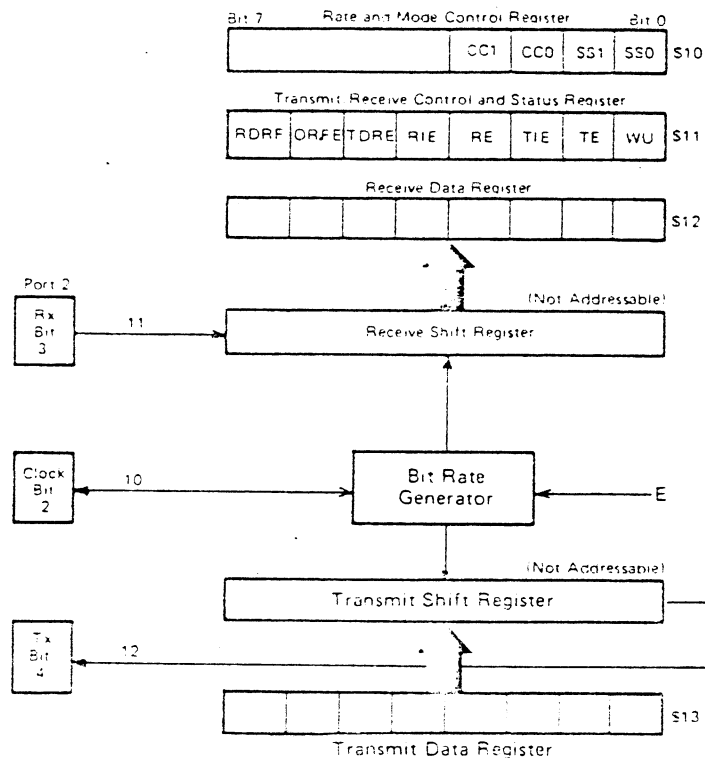 Bit 7 Rate and Mode Control Register Bit 0
CC1 CC0 SS1 SS0 $10
Transmit/Receive Control and Status Register
RDRF ORFE TDRE RIE RE TIE TE WU $11
Receive Data Register
$12
Port 2
(Not Addressable)
Rx
Bit
3
11
Receive Shift Register
Clock
Bit
2
10
Bit Rate
Generator
E
(Not Addressable)
Transmit Shift Register
Tx
Bit
4
12
$13
Transmit Data Register